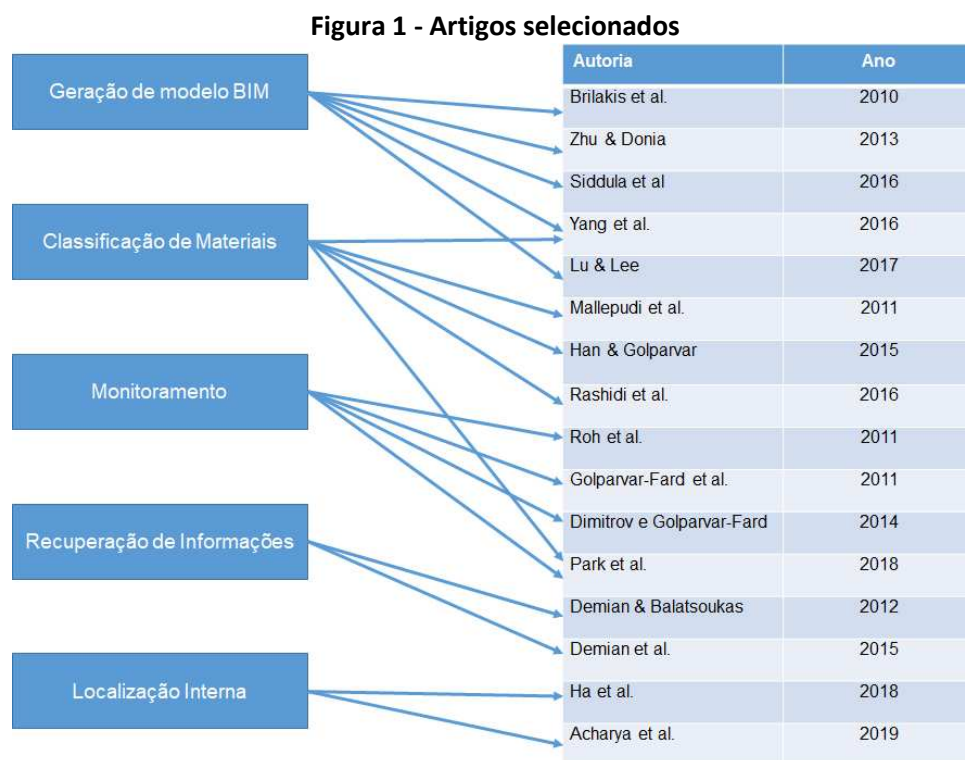 Figura 1 - Artigos selecionados
Geração de modelo BIM
Classificação de Materiais
Monitoramento
Recuperação de Informações
Localização Interna
Autoria Ano
Brilakis et al. 2010
Zhu & Donia 2013
Siddula et al 2016
Yang et al. 2016
Lu & Lee 2017
Mallepudi et al. 2011
Han & Golparvar 2015
Rashidi et al. 2016
Roh et al. 2011
Golparvar-Fard et al. 2011
Dimitrov e Golparvar-Fard 2014
Park et al. 2018
Demian & Balatsoukas 2012
Demian et al. 2015
Ha et al. 2018
Acharya et al. 2019